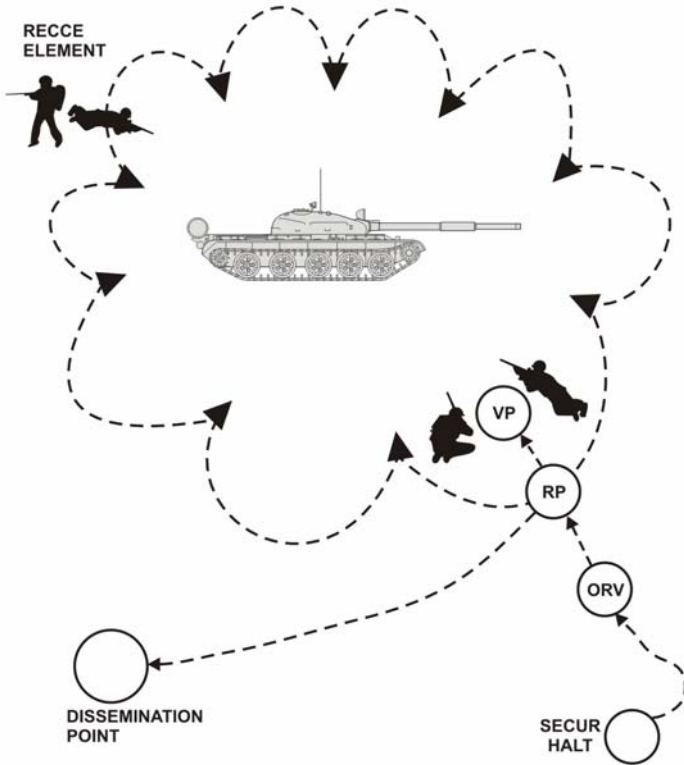 RECCE
ELEMENT
VP
RP
ORV
DISSEMINATION
POINT
SECUR
HALT